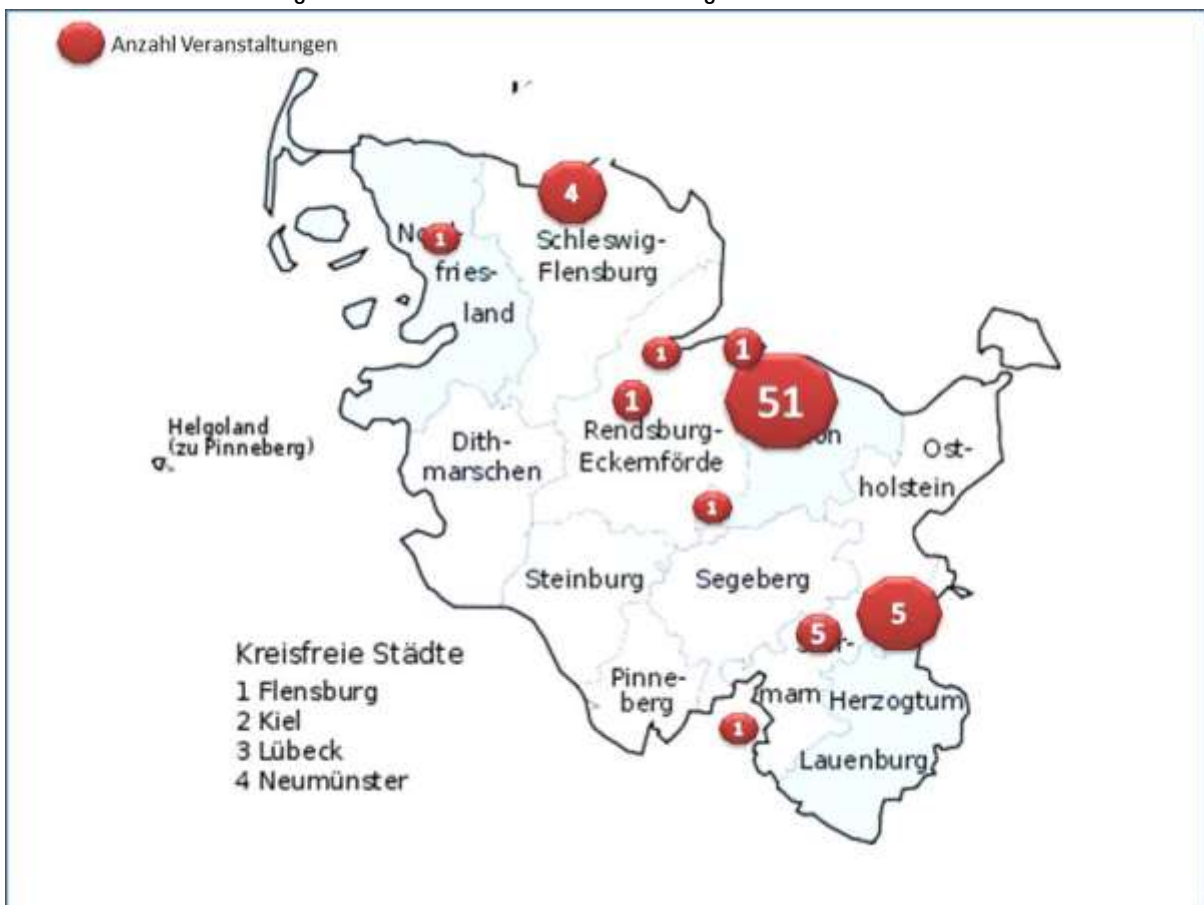 Anzahl Veranstaltungen
4
1
Schleswig-
Flensburg
fries-
land
1
1
1
51
Helgoland
(zu Pinneberg)
Dith-
marschen
Rendsburg-
Eckernförde
Ost-
holstein
1
Steinburg
Segeberg
5
5
Kreisfreie Städte
1 Flensburg
2 Kiel
3 Lübeck
4 Neumünster
Pinne-
berg
marn
Herzogtum
1
Lauenburg